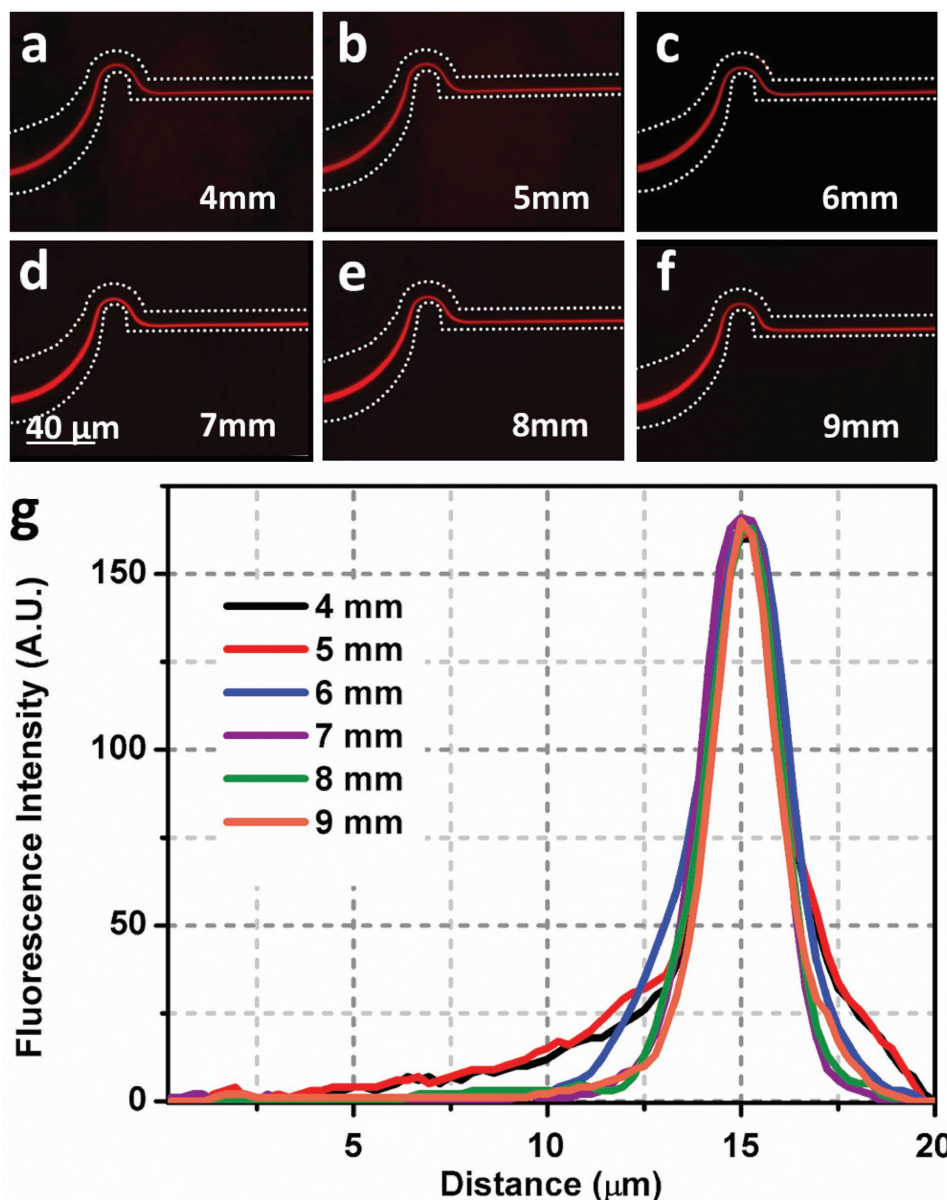 a
b
c
4mm
5mm
6mm
d
e
f
40 µm
7mm
8mm
9mm
g
Fluorescence Intensity (A.U.)
150
100
50
0
4 mm
5 mm
6 mm
7 mm
8 mm
9 mm
5
10
15
20
Distance (µm)